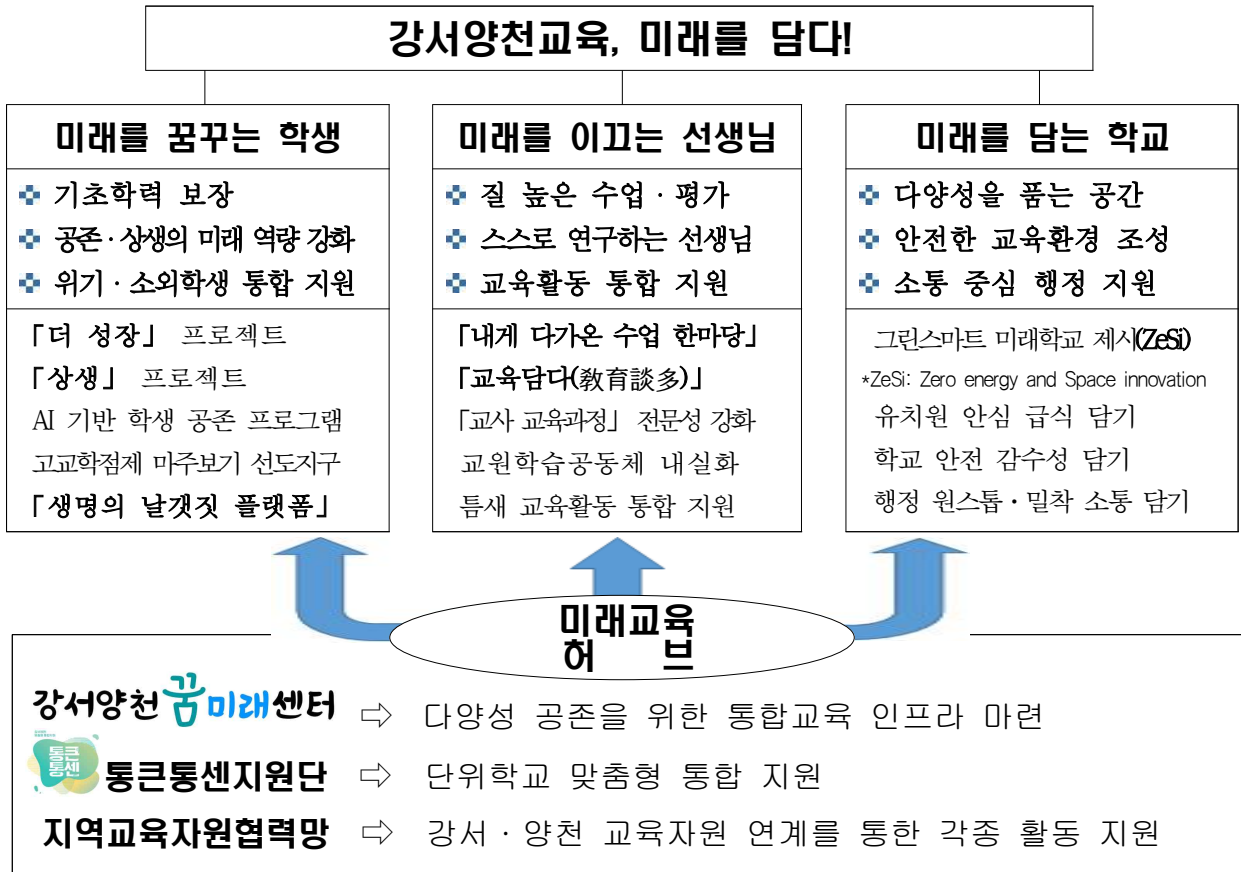 강서양천교육, 미래를 담다!
미래를 꿈꾸는 학생
❖ 기초학력 보장
❖ 공존·상생의 미래 역량 강화
❖ 위기·소외학생 통합 지원
「더 성장」 프로젝트
「상생」 프로젝트
AI 기반 학생 공존 프로그램
고교학점제 마주보기 선도지구
「생명의 날갯짓 플랫폼」
미래를 이끄는 선생님
❖ 질 높은 수업·평가
❖ 스스로 연구하는 선생님
❖ 교육활동 통합 지원
「내게 다가온 수업 한마당」
「교육담다(敎育談多)」
「교사 교육과정」 전문성 강화
교원학습공동체 내실화
틈새 교육활동 통합 지원
미래를 담는 학교
❖ 다양성을 품는 공간
❖ 안전한 교육환경 조성
❖ 소통 중심 행정 지원
그린스마트 미래학교 제시(ZeSi)
*ZeSi: Zero energy and Space innovation
유치원 안심 급식 담기
학교 안전 감수성 담기
행정 원스톱·밀착 소통 담기
미래교육
허 브
강서양천 꿈미래센터 ⇨ 다양성 공존을 위한 통합교육 인프라 마련
통큰
통센
통큰통센지원단 ⇨ 단위학교 맞춤형 통합 지원
지역교육자원협력망 ⇨ 강서·양천 교육자원 연계를 통한 각종 활동 지원